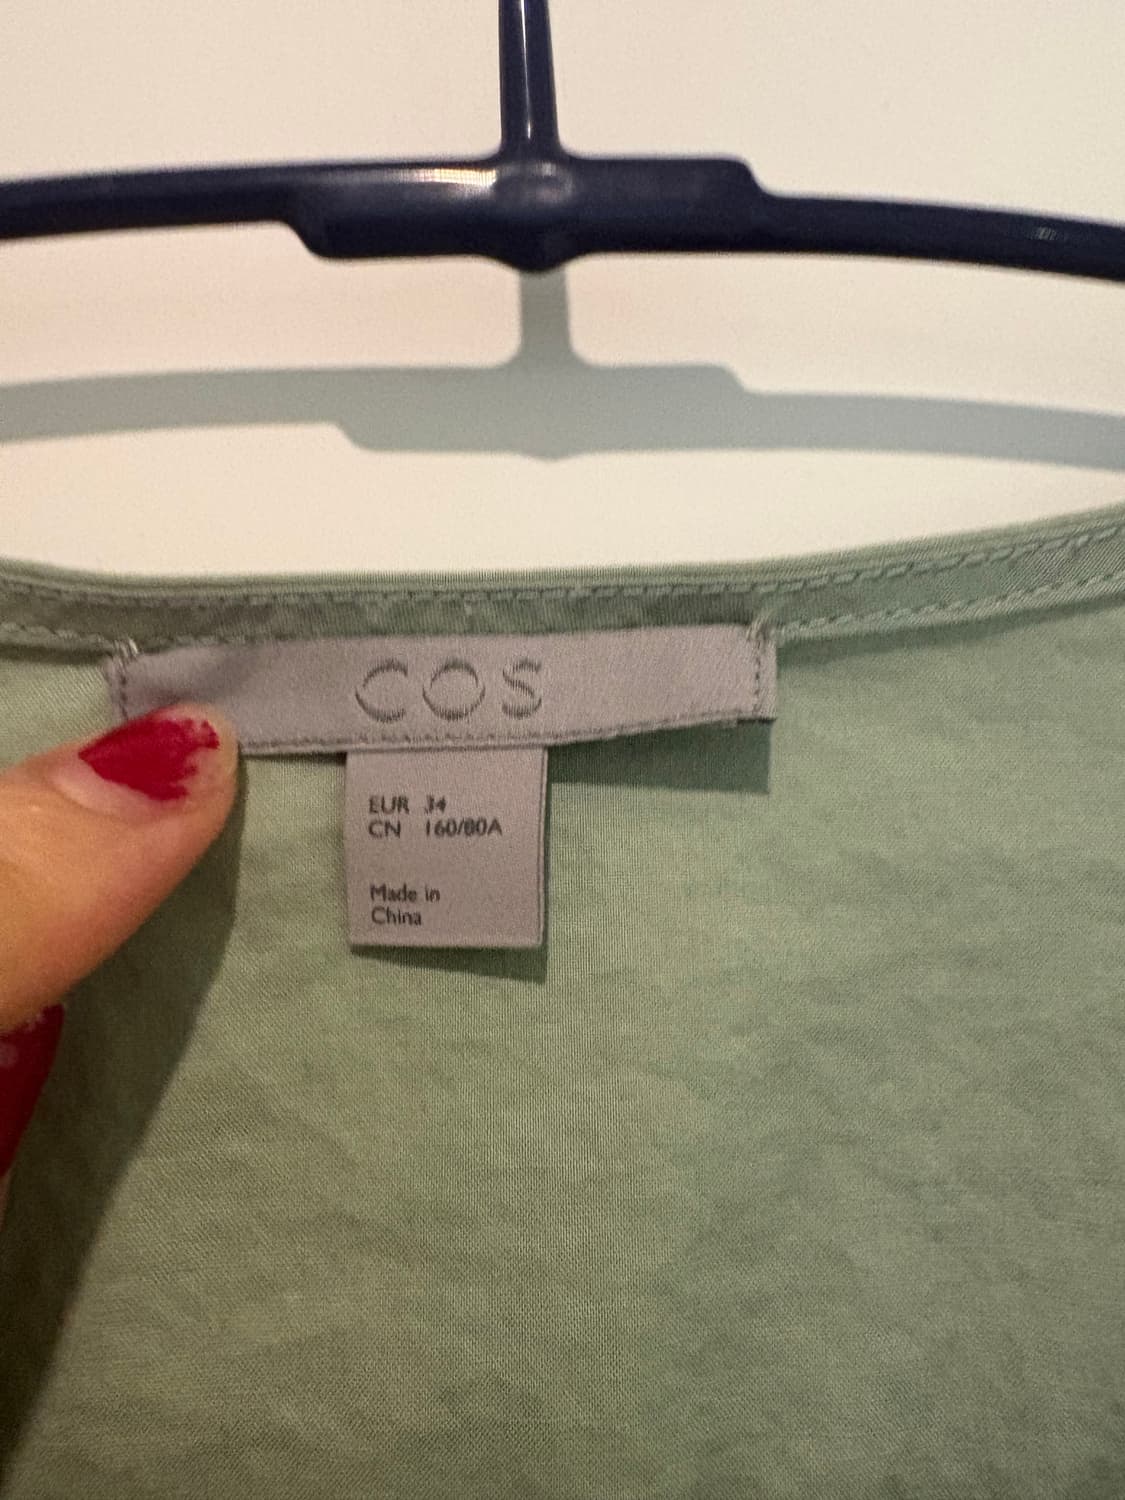 COS
EUR 34
CN 160/80A
Made in
China